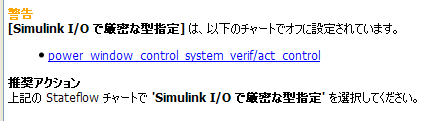 警告
[Simulink I/O で厳密な型指定] は、以下のチャートでオフに設定されています。
• power_window_control_system_verif/act_control
推奨アクション
上記の Stateflow チャートで 'Simulink I/O で厳密な型指定' を選択してください。